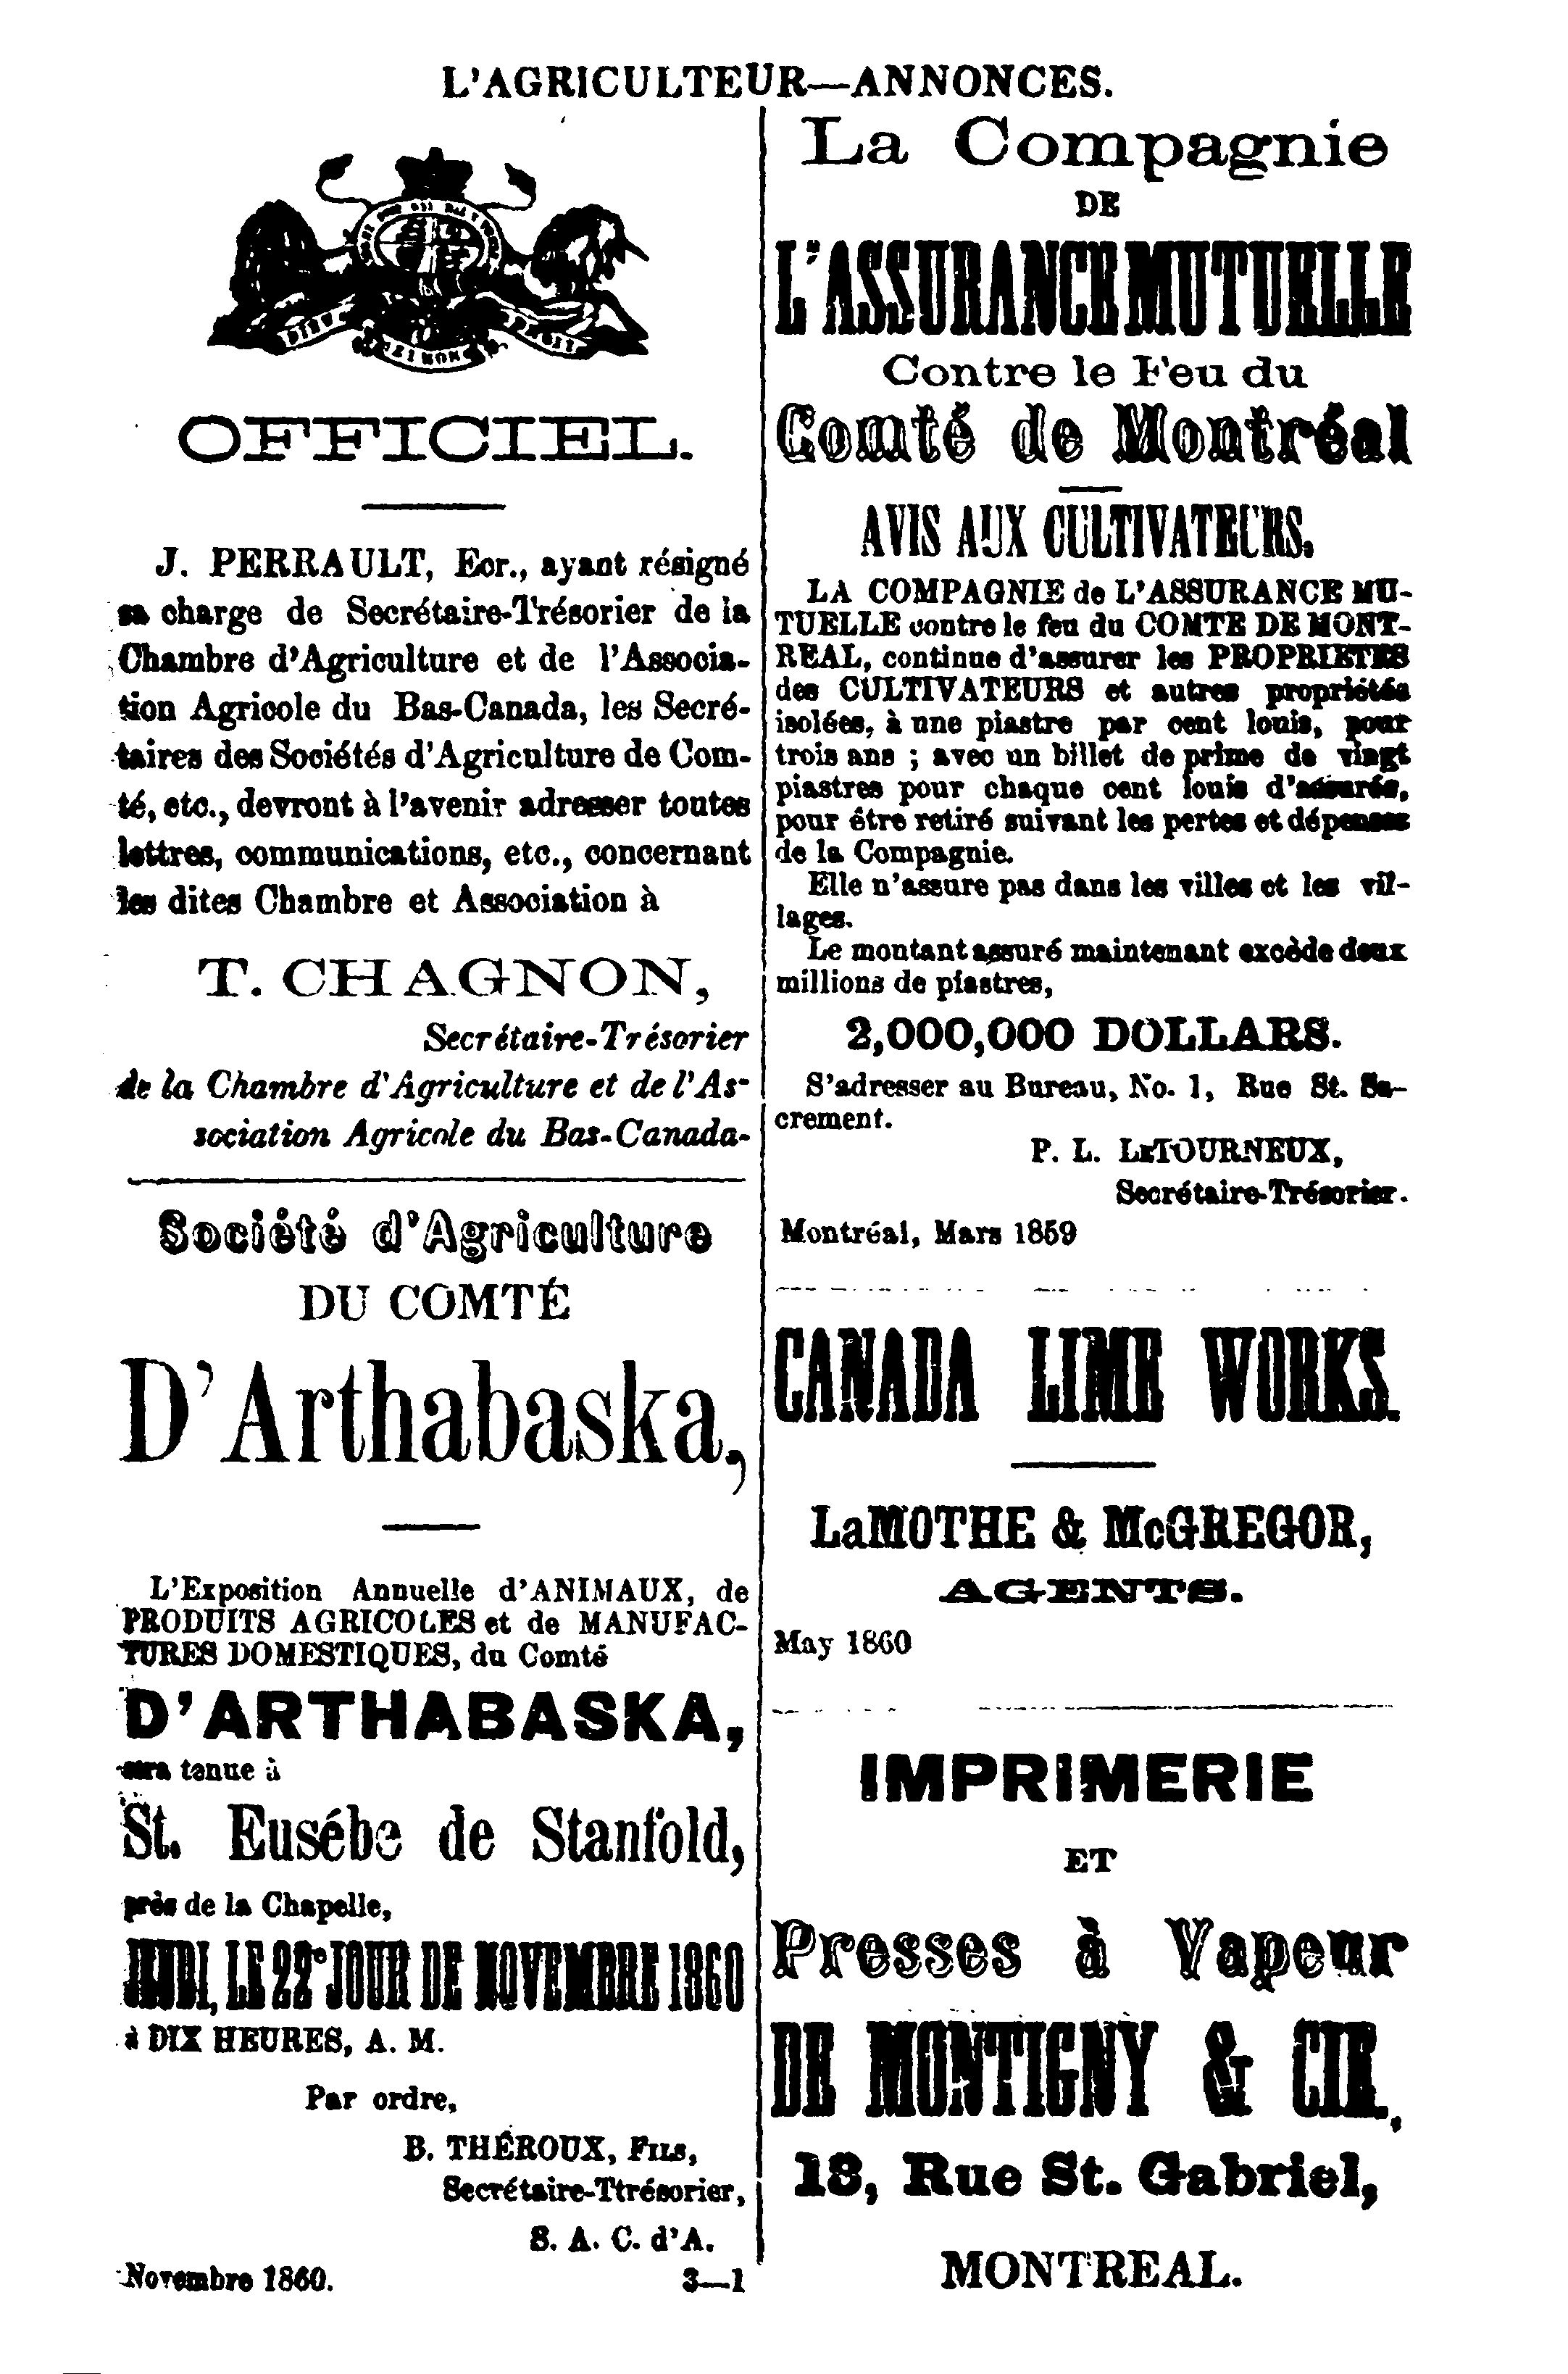 L'AGRICULTEUR—ANNONCES.
DIEU
ET MON
DROIT
OFFICIEL.
J. PERRAULT, Ecr., ayant résigné
sa charge de Secrétaire-Trésorier de la
Chambre d'Agriculture et de l'Associa-
tion Agricole du Bas-Canada, les Secré-
taires des Sociétés d'Agriculture de Com-
té, etc., devront à l'avenir adresser toutes
lettres, communications, etc., concernant
les dites Chambre et Association à
T. CHAGNON,
Secrétaire-Trésorier
de la Chambre d'Agriculture et de l'As-
sociation Agricole du Bas-Canada-
Société d'Agriculture
DU COMTÉ
D'Arthabaska,
L'Exposition Annuelle d'ANIMAUX, de
PRODUITS AGRICOLES et de MANUFAC-
TURES DOMESTIQUES, du Comté
D'ARTHABASKA,
sera tenue à
St. Eusébe de Stanfold,
près de la Chapelle,
JEUDI, LE 22e JOUR DE NOVEMBRE 1860
à DIX HEURES, A. M.
Par ordre,
B. THÉROUX, FILS,
Secrétaire-Ttrésorier,
S. A. C. d'A.
Novembre 1860. 3—1
La Compagnie
DE
L'ASSURANCE MUTUELLE
Contre le Feu du
Comté de Montréal
AVIS AUX CULTIVATEURS.
LA COMPAGNIE de L'ASSURANCE MU-
TUELLE contre le feu du COMTE DE MONT-
REAL, continue d'assurer les PROPRIETES
des CULTIVATEURS et autres propriétés
isolées, à une piastre par cent louis, pour
trois ans ; avec un billet de prime de vingt
piastres pour chaque cent louis d'assurés,
pour être retiré suivant les pertes et dépenses
de la Compagnie.
Elle n'assure pas dans les villes et les vil-
lages.
Le montant assuré maintenant excède deux
millions de piastres,
2,000,000 DOLLARS.
S'adresser au Bureau, No. 1, Rue St. Sa-
crement.
P. L. LETOURNEUX,
Secrétaire-Trésorier.
Montréal, Mars 1859
CANADA LIME WORKS.
LaMOTHE & McGREGOR,
AGENTS.
May 1860
IMPRIMERIE
ET
Presses à Vapeur
DE MONTIGNY & CIE.,
18, Rue St. Gabriel,
MONTREAL.